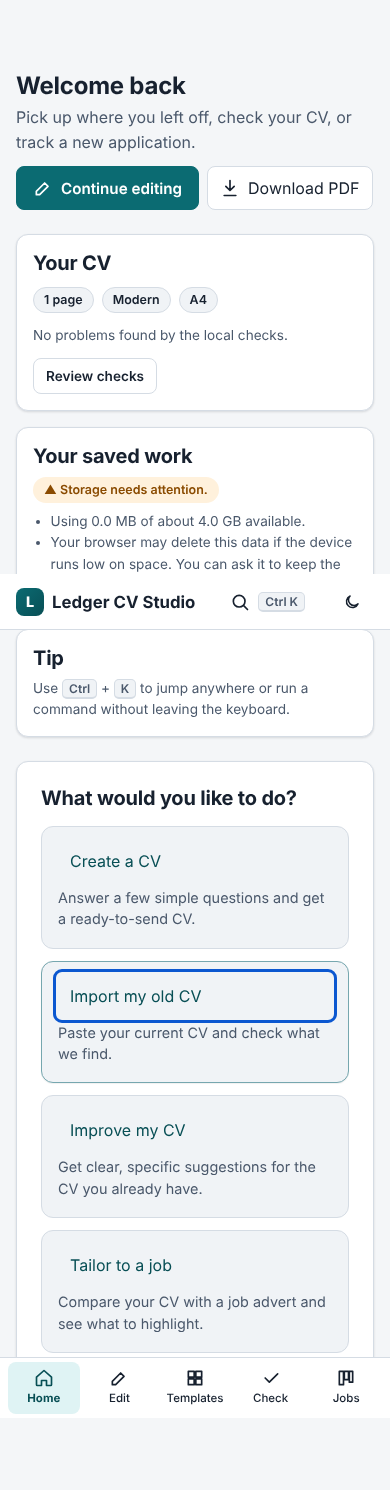 Welcome back
Pick up where you left off, check your CV, or
track a new application.
Continue editing
Download PDF
Your CV
1 page
Modern
A4
No problems found by the local checks.
Review checks
Your saved work
Storage needs attention.
• Using 0.0 MB of about 4.0 GB available.
• Your browser may delete this data if the device
runs low on space. You can ask it to keep the
L
Ledger CV Studio
Ctrl K
Tip
Use Ctrl + K to jump anywhere or run a
command without leaving the keyboard.
What would you like to do?
Create a CV
Answer a few simple questions and get
a ready-to-send CV.
Import my old CV
Paste your current CV and check what
we find.
Improve my CV
Get clear, specific suggestions for the
CV you already have.
Tailor to a job
Compare your CV with a job advert and
see what to highlight.
Home
Edit
Templates
Check
Jobs